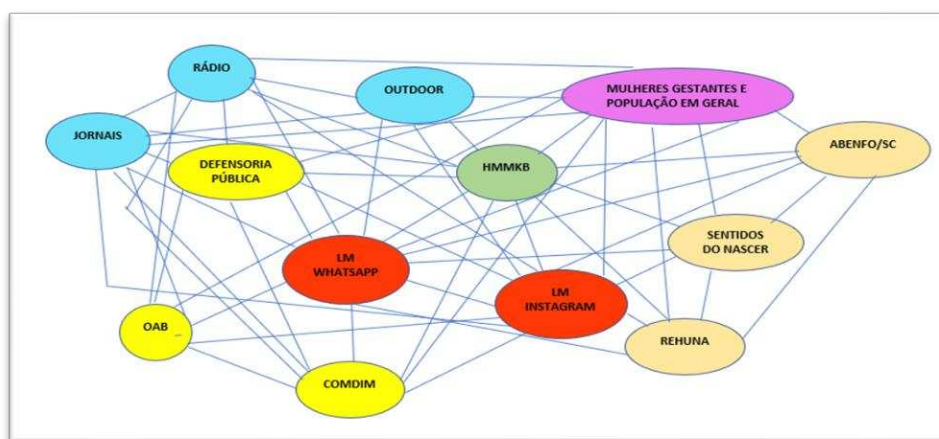 RÁDIO
OUTDOOR
MULHERES GESTANTES E
POPULAÇÃO EM GERAL
JORNAIS
ABENFO/SC
DEFENSORIA
PÚBLICA
HMMKB
SENTIDOS
DO NASCER
LM
WHATSAPP
LM
INSTAGRAM
OAB
REHUNA
COMDIM